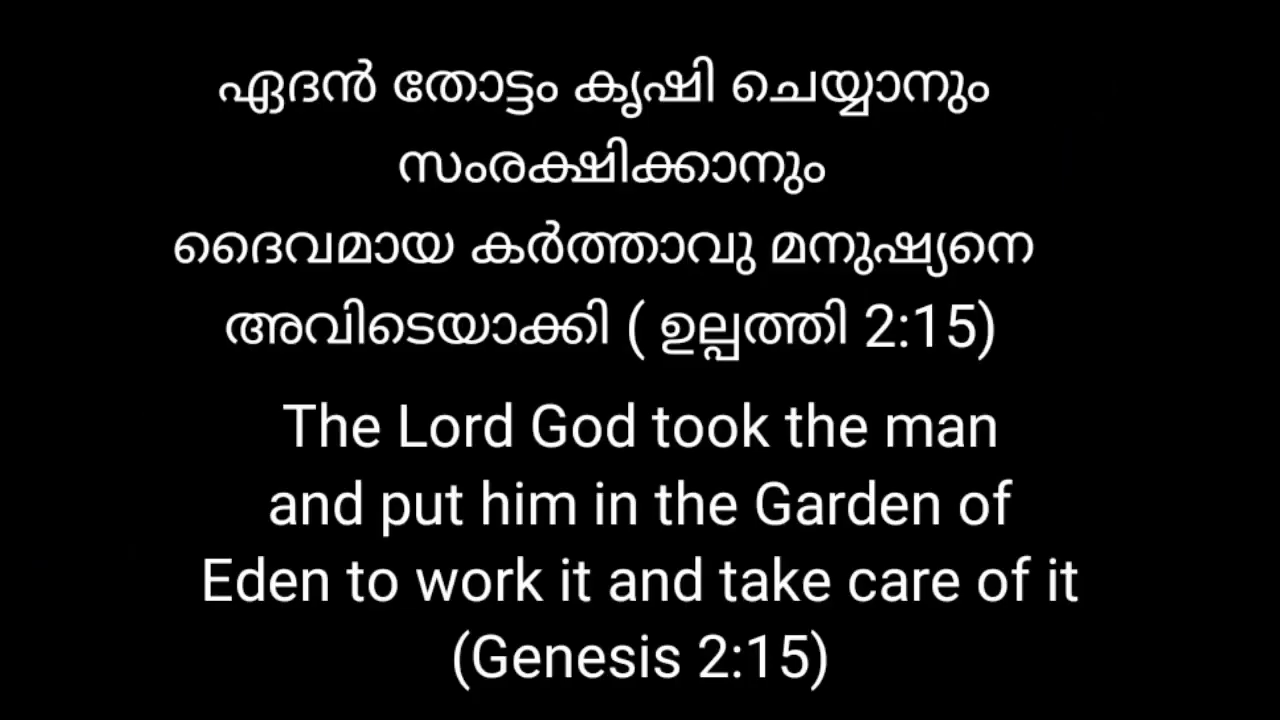 ഏദൻ തോട്ടം കൃഷി ചെയ്യാനും
സംരക്ഷിക്കാനും
ദൈവമായ കർത്താവു മനുഷ്യനെ
അവിടെയാക്കി ( ഉല്പത്തി 2:15)
The Lord God took the man
and put him in the Garden of
Eden to work it and take care of it
(Genesis 2:15)